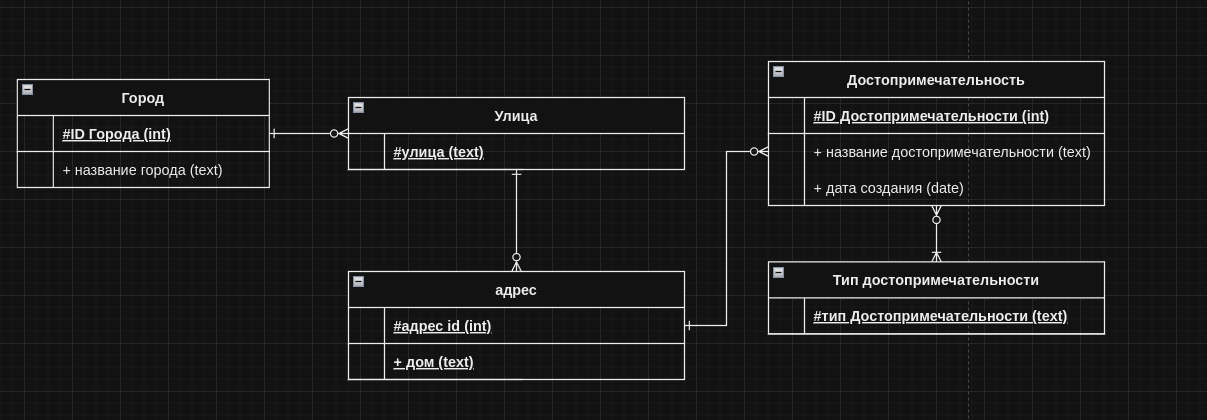 Город
#ID Города (int)
+ название города (text)
Улица
#улица (text)
адрес
#адрес id (int)
+ дом (text)
Достопримечательность
#ID Достопримечательности (int)
+ название достопримечательности (text)
+ дата создания (date)
Тип достопримечательности
#тип Достопримечательности (text)